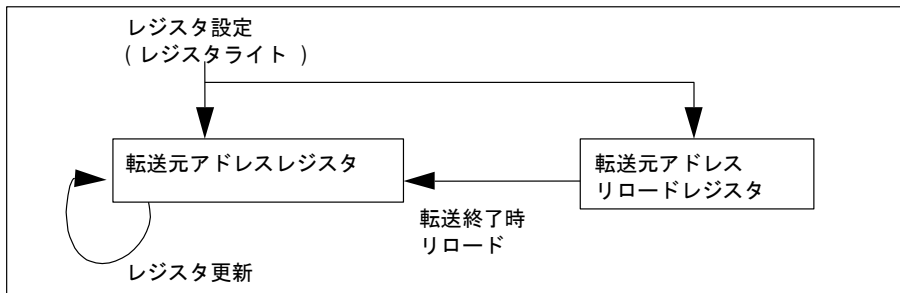 レジスタ設定
( レジスタライト )
転送元アドレスレジスタ
転送元アドレス
リロードレジスタ
転送終了時
リロード
レジスタ更新